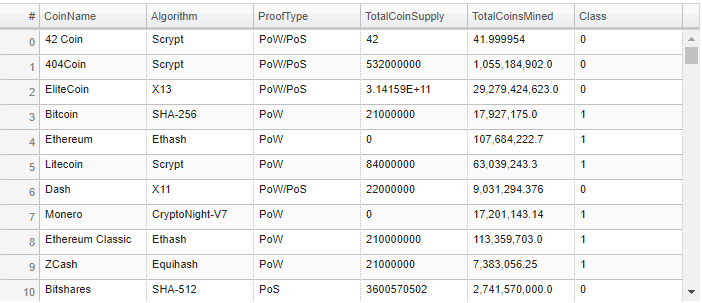 # CoinName Algorithm ProofType TotalCoinSupply TotalCoinsMined Class
0 42 Coin Scrypt PoW/PoS 42 41.999954 0
1 404Coin Scrypt PoW/PoS 532000000 1,055,184,902.0 0
2 EliteCoin X13 PoW/PoS 3.14159E+11 29,279,424,623.0 0
3 Bitcoin SHA-256 PoW 21000000 17,927,175.0 1
4 Ethereum Ethash PoW 0 107,684,222.7 1
5 Litecoin Scrypt PoW 84000000 63,039,243.3 1
6 Dash X11 PoW/PoS 22000000 9,031,294.376 0
7 Monero CryptoNight-V7 PoW 0 17,201,143.14 1
8 Ethereum Classic Ethash PoW 210000000 113,359,703.0 1
9 ZCash Equihash PoW 21000000 7,383,056.25 1
10 Bitshares SHA-512 PoS 3600570502 2,741,570,000.0 0